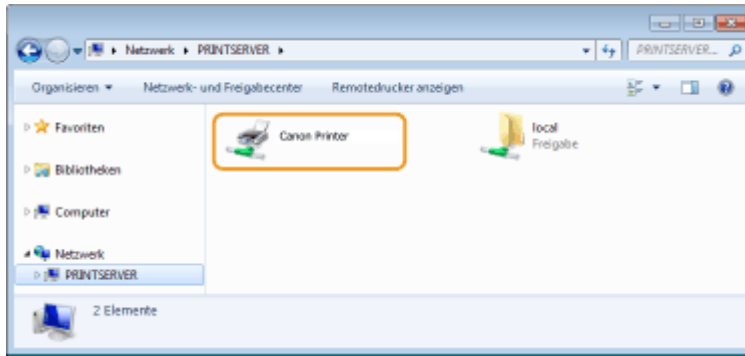 Netzwerk ▸ PRINTSERVER ▸ PRINTSERVER...
Organisieren Netzwerk- und Freigabecenter Remotedrucker anzeigen
Favoriten
Bibliotheken
Computer
Netzwerk
PRINTSERVER
Canon Printer
local
Freigabe
2 Elemente